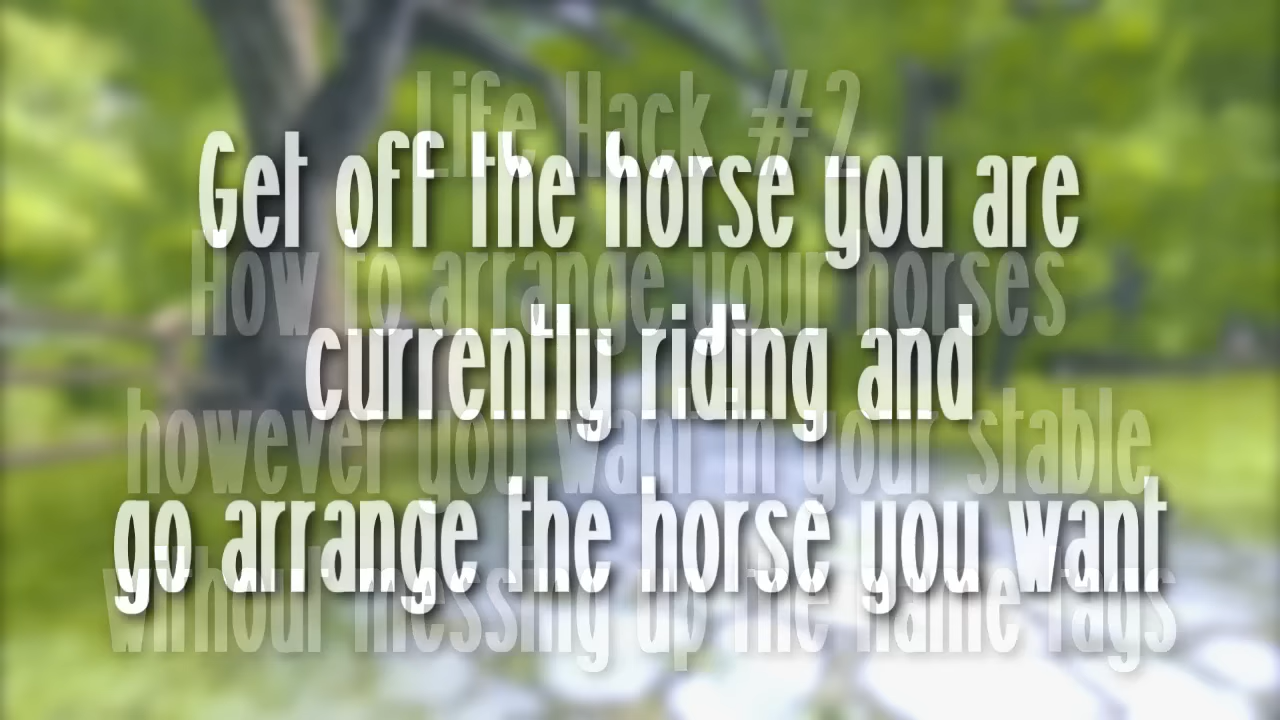 Life Hack #2
Get off the horse you are
How to arrange your horses
currently riding and
however you want in your stable
go arrange the horse you want
without messing up the name tags